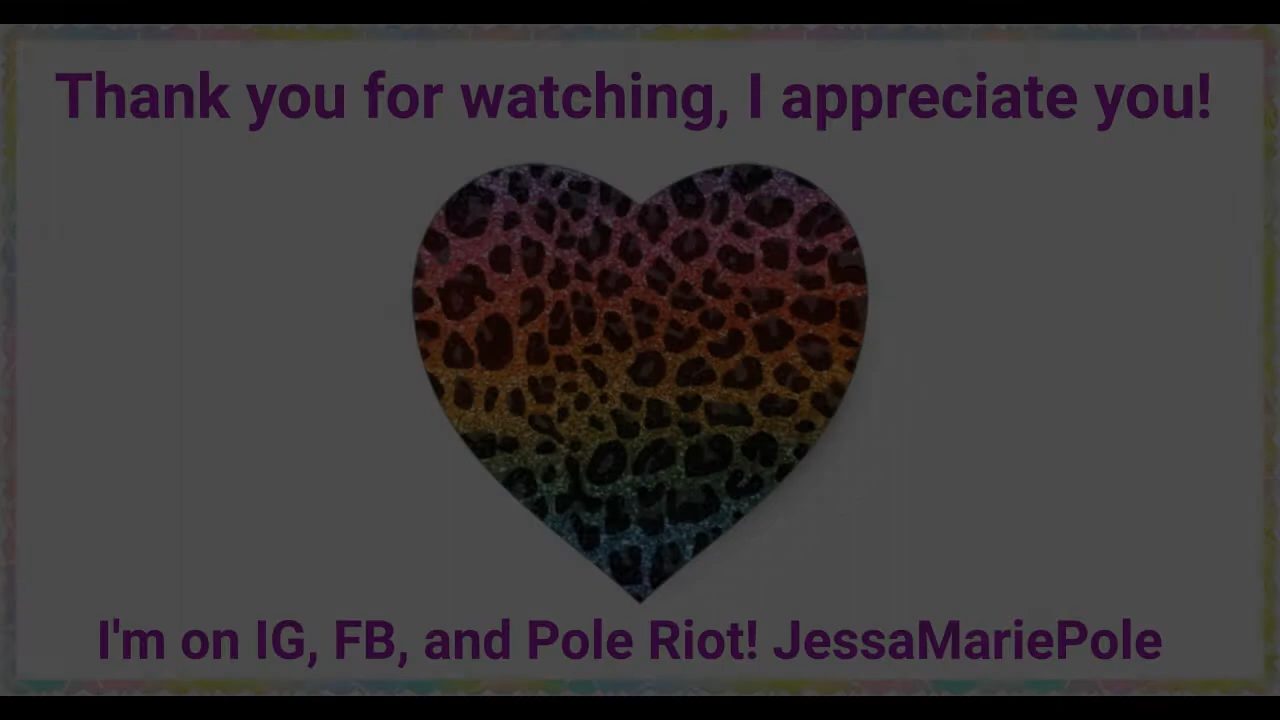 Thank you for watching, I appreciate you!
I'm on IG, FB, and Pole Riot! JessaMariePole